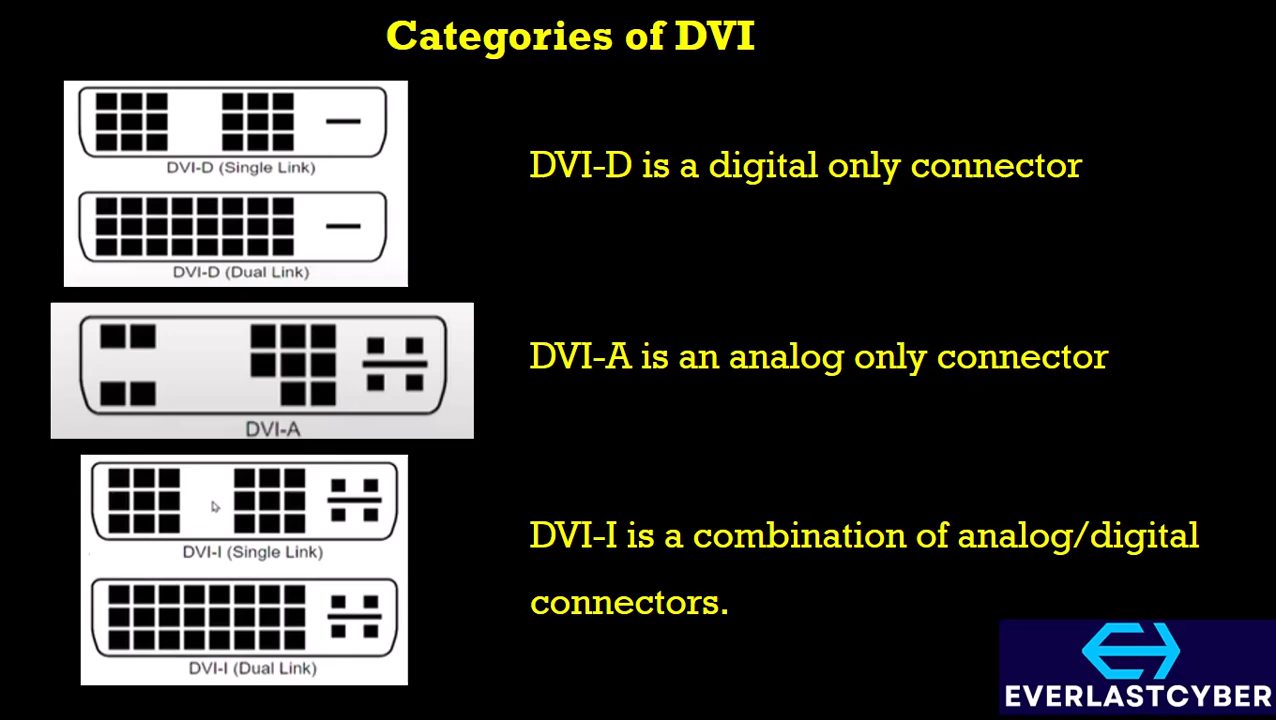 Categories of DVI
DVI-D (Single Link)
DVI-D is a digital only connector
DVI-D (Dual Link)
DVI-A is an analog only connector
DVI-A
DVI-I is a combination of analog/digital
connectors.
DVI-I (Single Link)
DVI-I (Dual Link)
EVERLASTCYBER